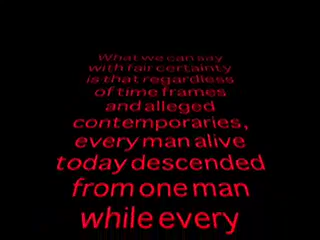 What we can say
with fair certainty
is that regardless
of time frames
and alleged
contemporaries,
every man alive
today descended
from one man
while every